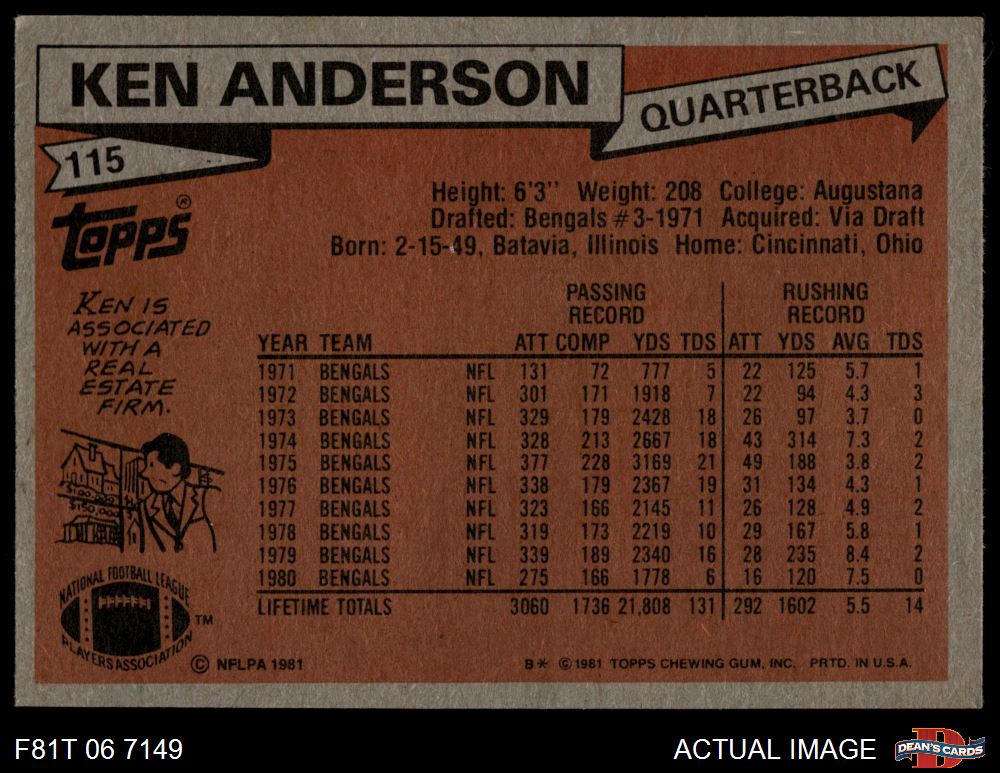 KEN ANDERSON
QUARTERBACK
115
TOPPS®
Height: 6'3'' Weight: 208 College: Augustana
Drafted: Bengals #3-1971 Acquired: Via Draft
Born: 2-15-49, Batavia, Illinois Home: Cincinnati, Ohio
KEN IS
ASSOCIATED
WITH A
REAL
ESTATE
FIRM.
$100,000
$150,000
PASSING RUSHING
RECORD RECORD
YEAR TEAM ATT COMP YDS TDS ATT YDS AVG TDS
1971 BENGALS NFL 131 72 777 5 22 125 5.7 1
1972 BENGALS NFL 301 171 1918 7 22 94 4.3 3
1973 BENGALS NFL 329 179 2428 18 26 97 3.7 0
1974 BENGALS NFL 328 213 2667 18 43 314 7.3 2
1975 BENGALS NFL 377 228 3169 21 49 188 3.8 2
1976 BENGALS NFL 338 179 2367 19 31 134 4.3 1
1977 BENGALS NFL 323 166 2145 11 26 128 4.9 2
1978 BENGALS NFL 319 173 2219 10 29 167 5.8 1
1979 BENGALS NFL 339 189 2340 16 28 235 8.4 2
1980 BENGALS NFL 275 166 1778 6 16 120 7.5 0
LIFETIME TOTALS 3060 1736 21,808 131 292 1602 5.5 14
NATIONAL FOOTBALL LEAGUE
PLAYERS ASSOCIATION
TM
© NFLPA 1981
B* © 1981 TOPPS CHEWING GUM, INC. PRTD. IN U.S.A.
F81T 06 7149
ACTUAL IMAGE
D
DEAN'S CARDS